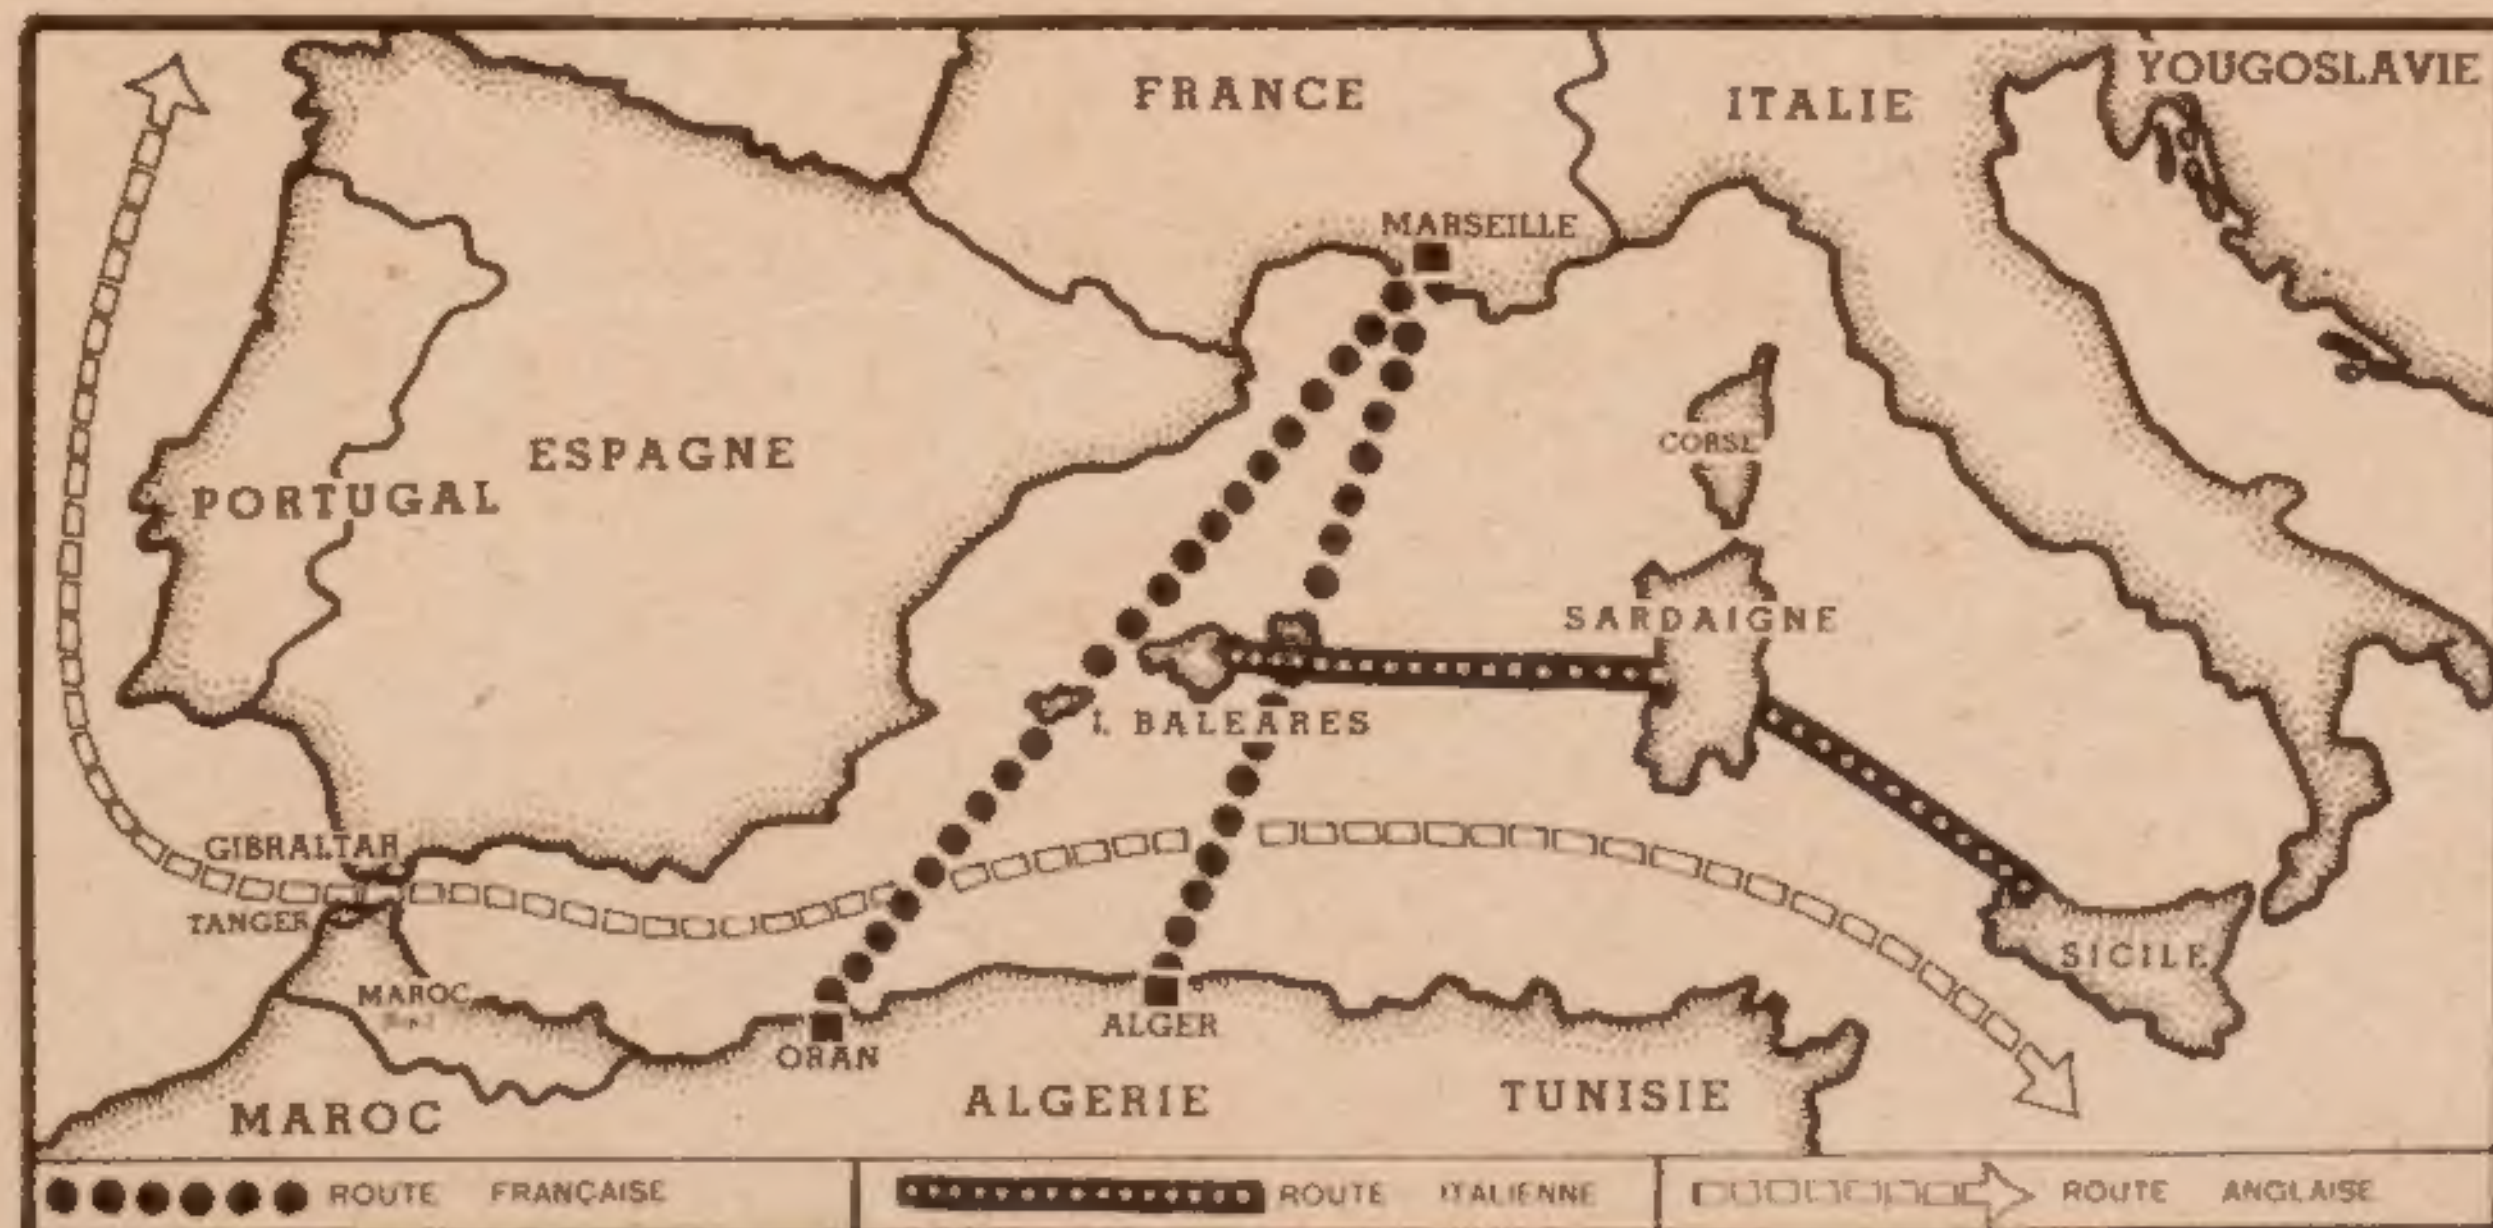 YOUGOSLAVIE
FRANCE
ITALIE
MARSEILLE
CORSE
ESPAGNE
PORTUGAL
SARDAIGNE
I. BALEARES
GIBRALTAR
TANGER
SICILE
MAROC
ALGER
ORAN
ALGERIE
TUNISIE
MAROC
ROUTE FRANÇAISE
ROUTE ITALIENNE
ROUTE ANGLAISE